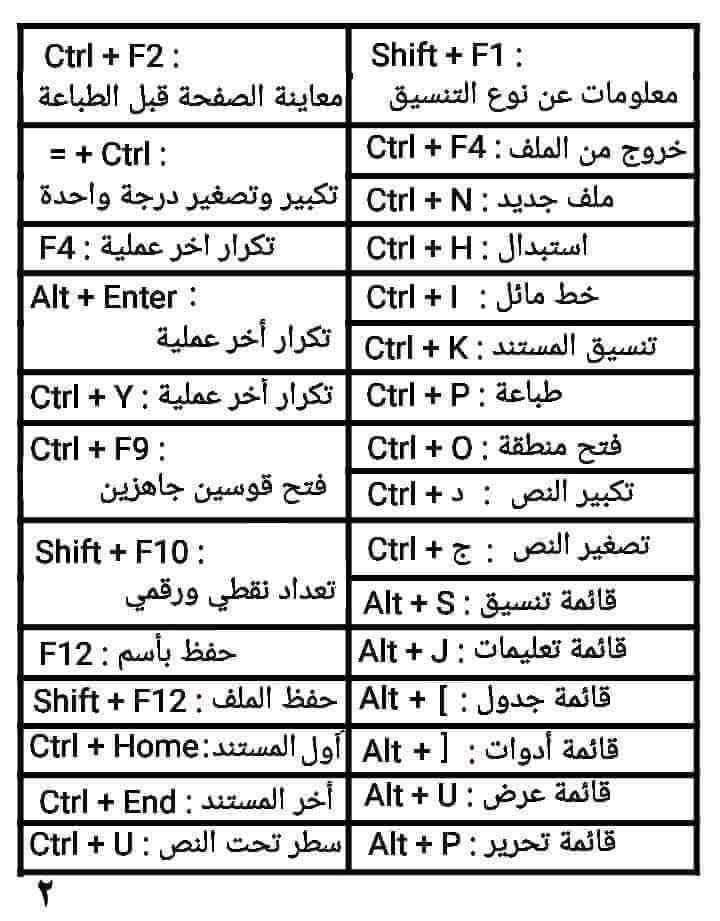 Shift + F1 :
معلومات عن نوع التنسيق
Ctrl + F4 : خروج من الملف
Ctrl + N : ملف جديد
Ctrl + H : استبدال
Ctrl + I : خط مائل
Ctrl + K : تنسيق المستند
Ctrl + P : طباعة
Ctrl + O : فتح منطقة
Ctrl + د : تكبير النص
Ctrl + ج : تصغير النص
Alt + S : قائمة تنسيق
Alt + J : قائمة تعليمات
Alt + [ : قائمة جدول
Alt + ] : قائمة أدوات
Alt + U : قائمة عرض
Alt + P : قائمة تحرير
Ctrl + F2 :
معاينة الصفحة قبل الطباعة
= + Ctrl :
تكبير وتصغير درجة واحدة
F4 : تكرار اخر عملية
Alt + Enter :
تكرار أخر عملية
Ctrl + Y : تكرار أخر عملية
Ctrl + F9 :
فتح قوسين جاهزين
Shift + F10 :
تعداد نقطي ورقمي
F12 : حفظ بأسم
Shift + F12 : حفظ الملف
Ctrl + Home: أول المستند
Ctrl + End : أخر المستند
Ctrl + U : سطر تحت النص
٢